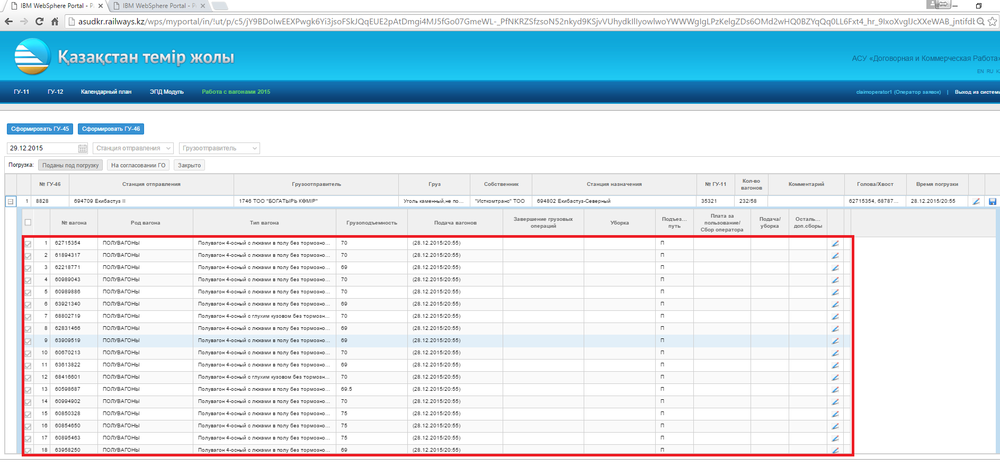 IBM WebSphere Portal - P
IBM WebSphere Portal - P
Қазақстан темір жолы
АСУ «Договорная и Коммерческая Работа»
EN RU
ГУ-11 ГУ-12 Календарный план ЭПД Модуль Работа с вагонами 2015
claimoperator1 (Оператор заявок) | Выход из системы
Сформировать ГУ-45 Сформировать ГУ-46
29.12.2015 Станция отправления Грузоотправитель
Погрузка: Поданы под погрузку На согласовании ГО Закрыто
№ ГУ-46 Станция отправления Грузоотправитель Груз Собственник Станция назначения № ГУ-11 Кол-во вагонов Комментарий Голова/Хвост Время погрузки
1 8828 694709 Екибастуз II 1746 ТОО "БОГАТЫРЬ КӨМІР" Уголь каменный,не по... "Исткомтранс" ТОО 694802 Екибастуз-Северный 35321 232/58 62715354, 68787... 28.12.2015/20:55
№ вагона Род вагона Тип вагона Грузоподъемность Подача вагонов Завершение грузовых операций Уборка Подъез... путь Плата за пользование/ Сбор оператора Подача/ уборка Осталь... доп.сборы
1 62715354 ПОЛУВАГОНЫ Полувагон 4-осный с люками в полу без тормозно... 70 (28.12.2015/20:55) П
2 61894317 ПОЛУВАГОНЫ Полувагон 4-осный с люками в полу без тормозно... 70 (28.12.2015/20:55) П
3 62218771 ПОЛУВАГОНЫ Полувагон 4-осный с люками в полу без тормозно... 69 (28.12.2015/20:55) П
4 60989043 ПОЛУВАГОНЫ Полувагон 4-осный с люками в полу без тормозно... 70 (28.12.2015/20:55) П
5 60989886 ПОЛУВАГОНЫ Полувагон 4-осный с люками в полу без тормозно... 70 (28.12.2015/20:55) П
6 63921340 ПОЛУВАГОНЫ Полувагон 4-осный с люками в полу без тормозно... 69 (28.12.2015/20:55) П
7 68802719 ПОЛУВАГОНЫ Полувагон 4-осный с глухим кузовом без тормозн... 70 (28.12.2015/20:55) П
8 62831466 ПОЛУВАГОНЫ Полувагон 4-осный с люками в полу без тормозно... 69 (28.12.2015/20:55) П
9 63909519 ПОЛУВАГОНЫ Полувагон 4-осный с люками в полу без тормозно... 69 (28.12.2015/20:55) П
10 60670213 ПОЛУВАГОНЫ Полувагон 4-осный с люками в полу без тормозно... 70 (28.12.2015/20:55) П
11 63613822 ПОЛУВАГОНЫ Полувагон 4-осный с люками в полу без тормозно... 69 (28.12.2015/20:55) П
12 68416601 ПОЛУВАГОНЫ Полувагон 4-осный с глухим кузовом без тормозн... 70 (28.12.2015/20:55) П
13 60598687 ПОЛУВАГОНЫ Полувагон 4-осный с люками в полу без тормозно... 69.5 (28.12.2015/20:55) П
14 60994902 ПОЛУВАГОНЫ Полувагон 4-осный с люками в полу без тормозно... 70 (28.12.2015/20:55) П
15 60850328 ПОЛУВАГОНЫ Полувагон 4-осный с люками в полу без тормозно... 75 (28.12.2015/20:55) П
16 60854650 ПОЛУВАГОНЫ Полувагон 4-осный с люками в полу без тормозно... 75 (28.12.2015/20:55) П
17 60895463 ПОЛУВАГОНЫ Полувагон 4-осный с люками в полу без тормозно... 75 (28.12.2015/20:55) П
18 63958250 ПОЛУВАГОНЫ Полувагон 4-осный с люками в полу без тормозно... 69 (28.12.2015/20:55) П